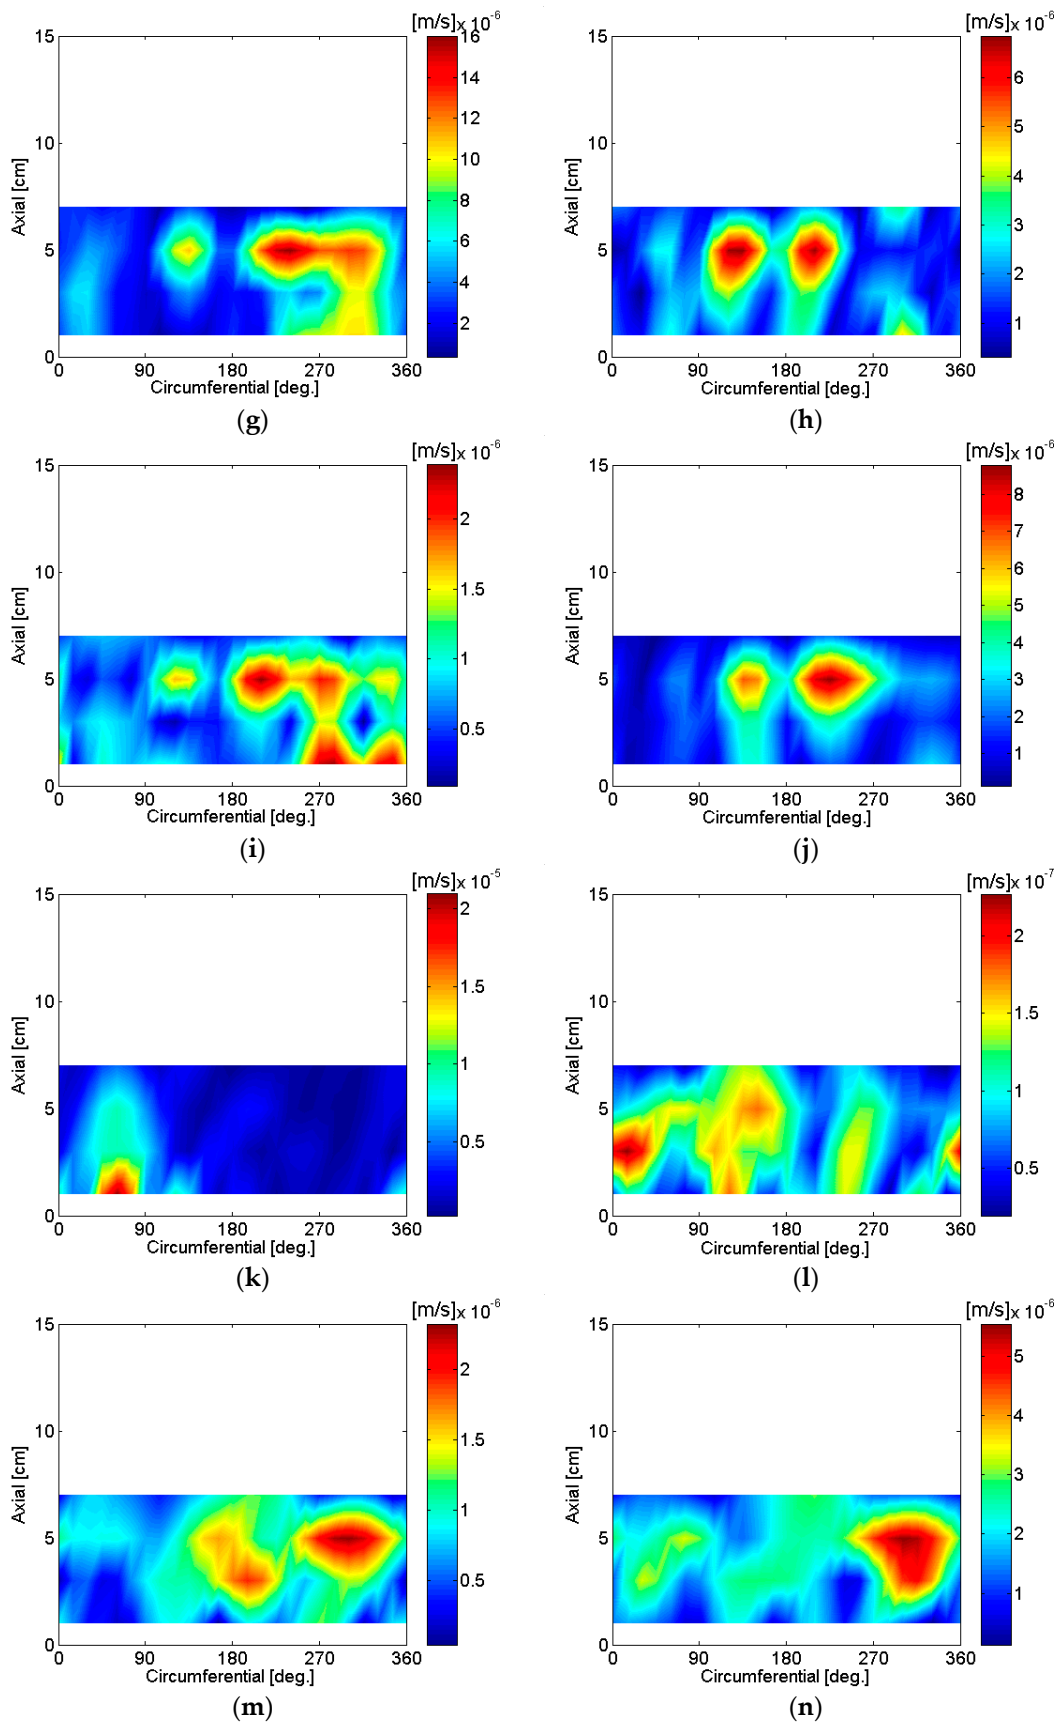 [m/s] x 10-6 [m/s] x 10-6
15 16 15
14 6
12 5
10 10 10 4
Axial [cm] 8 Axial [cm] 3
5 6 5
4 2
2 1
0 0
0 90 180 270 360 0 90 180 270 360
Circumferential [deg.] Circumferential [deg.]
(g) (h)
[m/s] x 10-6 [m/s] x 10-6
15 15 8
2 7
10 1.5 10 6
5
Axial [cm] 1 Axial [cm] 4
5 5 3
0.5 2
1
0 0
0 90 180 270 360 0 90 180 270 360
Circumferential [deg.] Circumferential [deg.]
(i) (j)
[m/s] x 10-5 [m/s] x 10-7
15 2 15
2
10 1.5 10 1.5
Axial [cm] 1 Axial [cm] 1
5 5
0.5 0.5
0 0
0 90 180 270 360 0 90 180 270 360
Circumferential [deg.] Circumferential [deg.]
(k) (l)
[m/s] x 10-6 [m/s] x 10-6
15 15
2 5
10 1.5 10 4
3
Axial [cm] 1 Axial [cm] 2
5 5
0.5 1
0 0
0 90 180 270 360 0 90 180 270 360
Circumferential [deg.] Circumferential [deg.]
(m) (n)